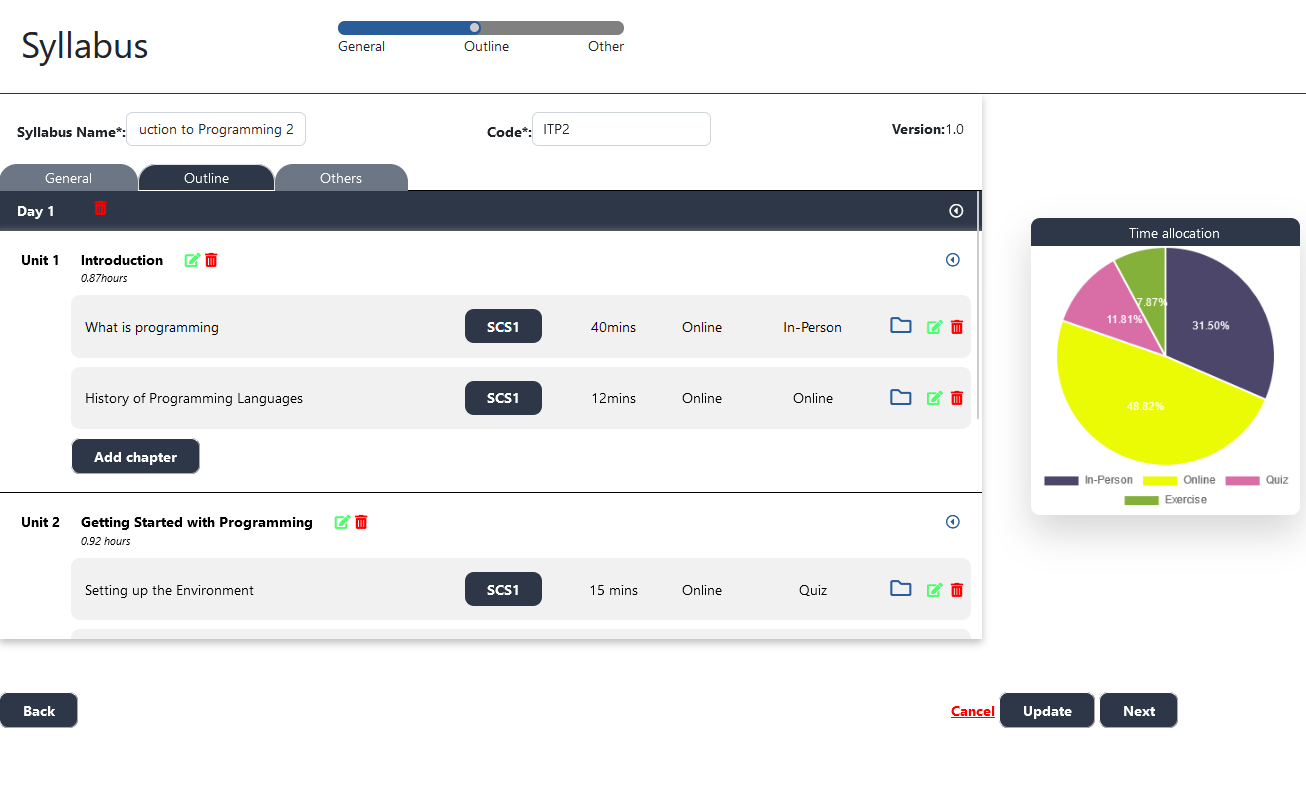 Syllabus
General Outline Other
Syllabus Name*: uction to Programming 2 Code*: ITP2 Version:1.0
General Outline Others
Day 1
Unit 1 Introduction
0.87hours
What is programming SCS1 40mins Online In-Person
History of Programming Languages SCS1 12mins Online Online
Add chapter
Unit 2 Getting Started with Programming
0.92 hours
Setting up the Environment SCS1 15 mins Online Quiz
Time allocation
7.87%
11.81% 31.50%
48.82%
In-Person Online Quiz
Exercise
Back Cancel Update Next